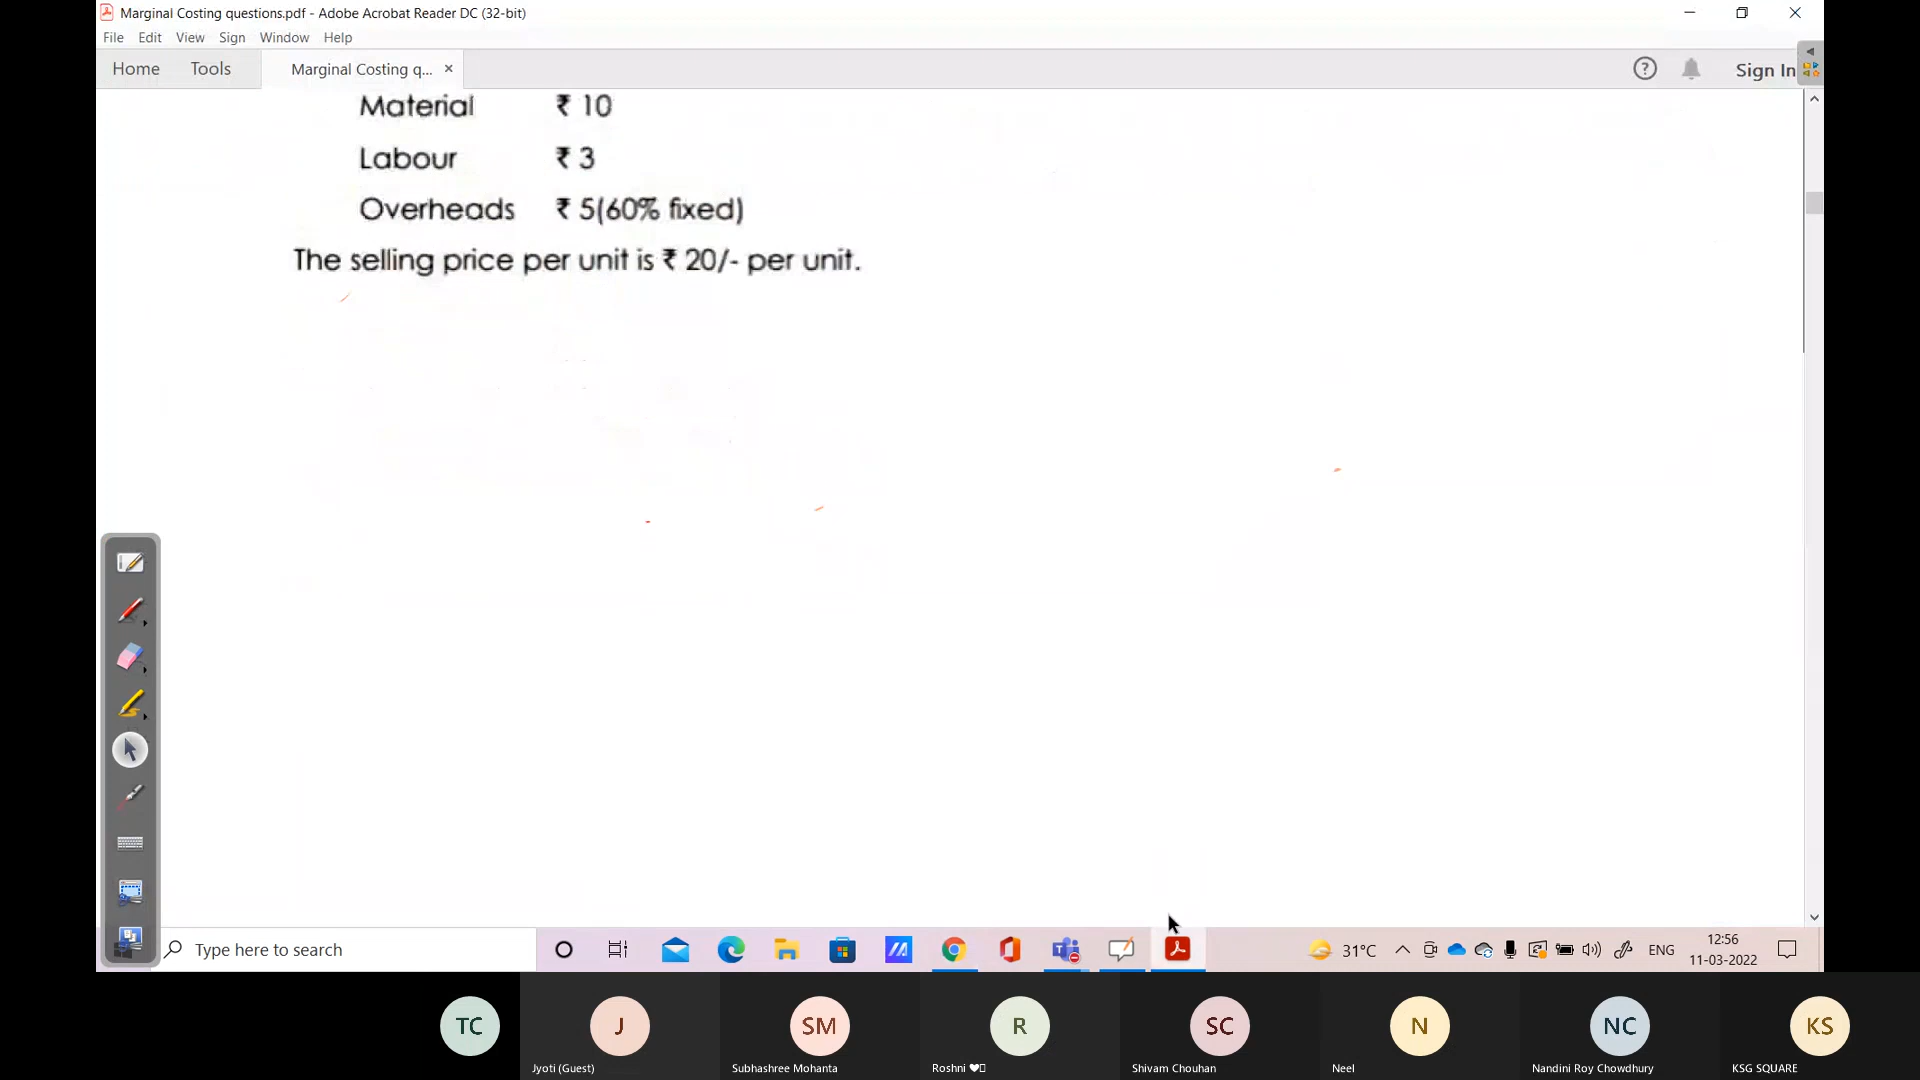 Marginal Costing questions.pdf - Adobe Acrobat Reader DC (32-bit)
File Edit View Sign Window Help
Home Tools Marginal Costing q... × Sign In
Material ₹ 10
Labour ₹ 3
Overheads ₹ 5(60% fixed)
The selling price per unit is ₹ 20/- per unit.
Type here to search 31°C ENG 12:56
11-03-2022
TC J SM R SC N NC KS
Jyoti (Guest) Subhashree Mohanta Roshni ❤ Shivam Chouhan Neel Nandini Roy Chowdhury KSG SQUARE